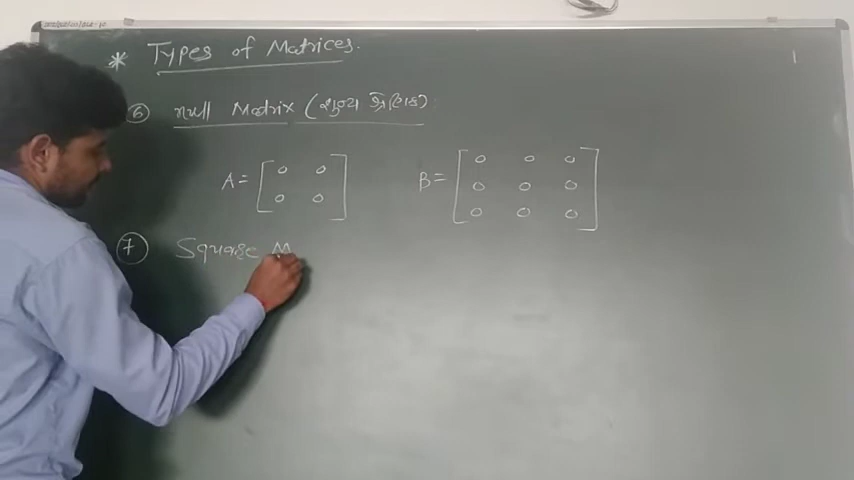 * Types of Matrices.
⑥ Null Matrix (
A = [ 0 0
0 0 ]
B = [ 0 0 0
0 0 0
0 0 0 ]
⑦ Square M